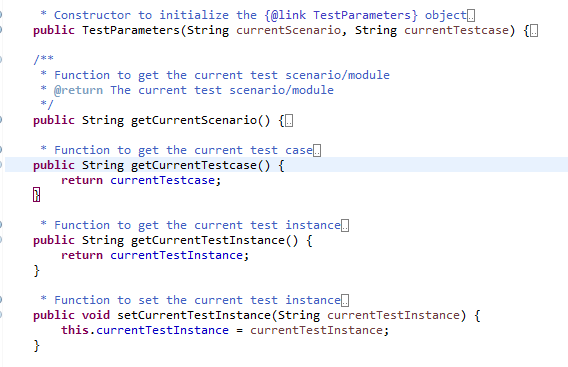 * Constructor to initialize the {@link TestParameters} object..
public TestParameters(String currentScenario, String currentTestcase) {..
/**
* Function to get the current test scenario/module
* @return The current test scenario/module
*/
public String getCurrentScenario() {..
* Function to get the current test case..
public String getCurrentTestcase() {
return currentTestcase;
}
* Function to get the current test instance..
public String getCurrentTestInstance() {
return currentTestInstance;
}
* Function to set the current test instance..
public void setCurrentTestInstance(String currentTestInstance) {
this.currentTestInstance = currentTestInstance;
}